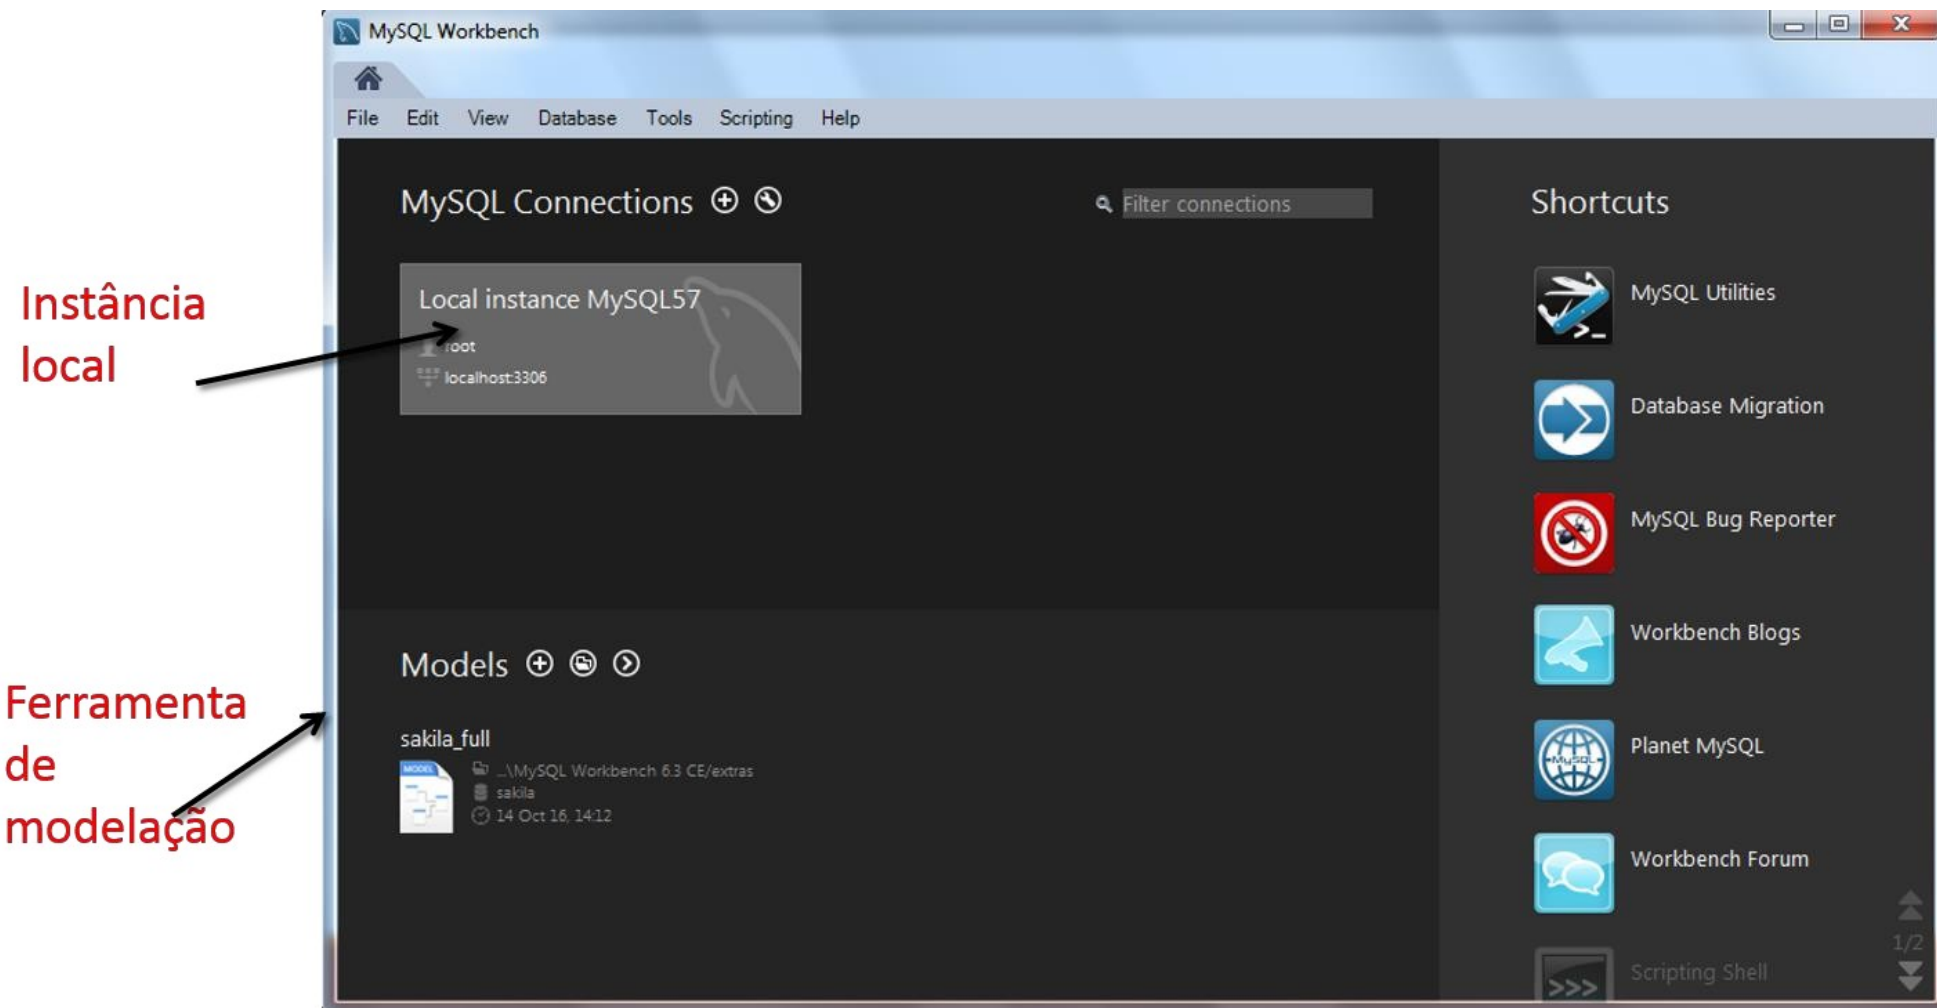 MySQL Workbench
File Edit View Database Tools Scripting Help
MySQL Connections
Filter connections
Local instance MySQL57
root
localhost:3306
Instância
local
Models
sakila_full
MODEL
...\MySQL Workbench 6.3 CE/extras
sakila
14 Oct 16, 14:12
Ferramenta
de
modelação
Shortcuts
MySQL Utilities
Database Migration
MySQL Bug Reporter
Workbench Blogs
MySQL
Planet MySQL
Workbench Forum
>>>
Scripting Shell
1/2